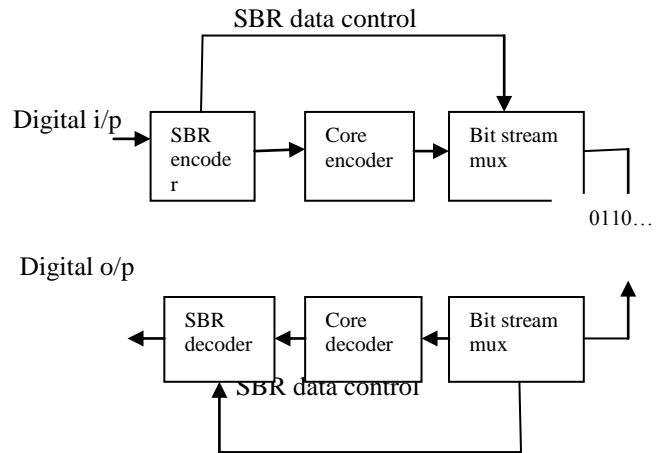 SBR data control
Digital i/p
SBR
encode
r
Core
encoder
Bit stream
mux
0110…
Digital o/p
SBR
decoder
Core
decoder
Bit stream
mux
SBR data control